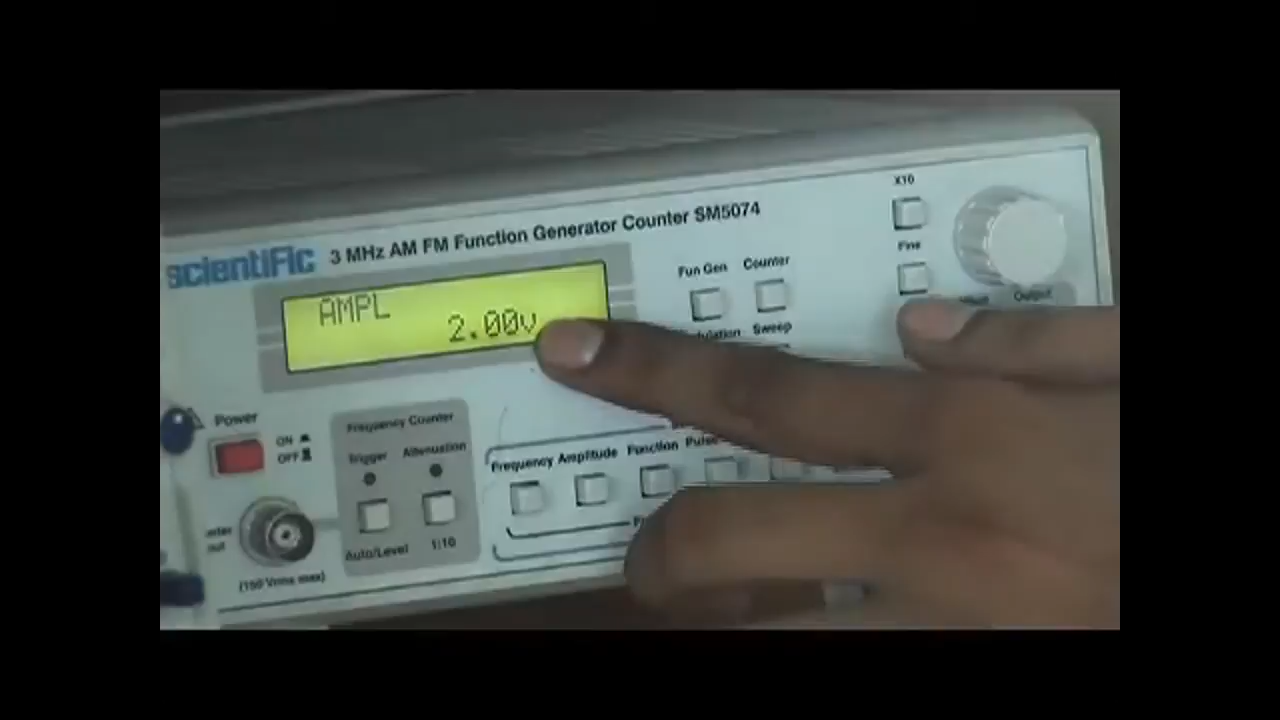 scientiFic 3 MHz AM FM Function Generator Counter SM5074
X10
Fine
Output
AMPL
2.00v
Fun Gen Counter
Sweep
Power
ON
OFF
Frequency Counter
Trigger Attenuation
Auto/Level 1:10
Frequency Amplitude Function Pulse
(150 Vrms max)